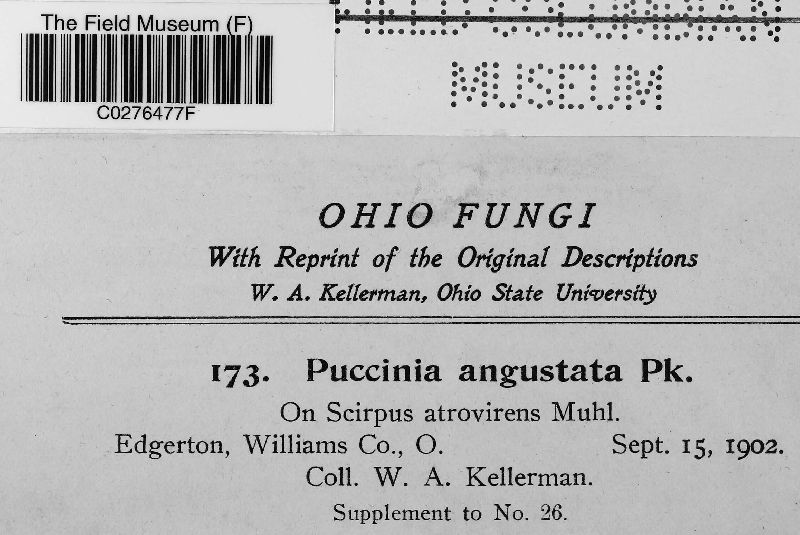 The Field Museum (F)
C0276477F
MUSEUM
OHIO FUNGI
With Reprint of the Original Descriptions
W. A. Kellerman, Ohio State University
173. Puccinia angustata Pk.
On Scirpus atrovirens Muhl.
Edgerton, Williams Co., O. Sept. 15, 1902.
Coll. W. A. Kellerman.
Supplement to No. 26.